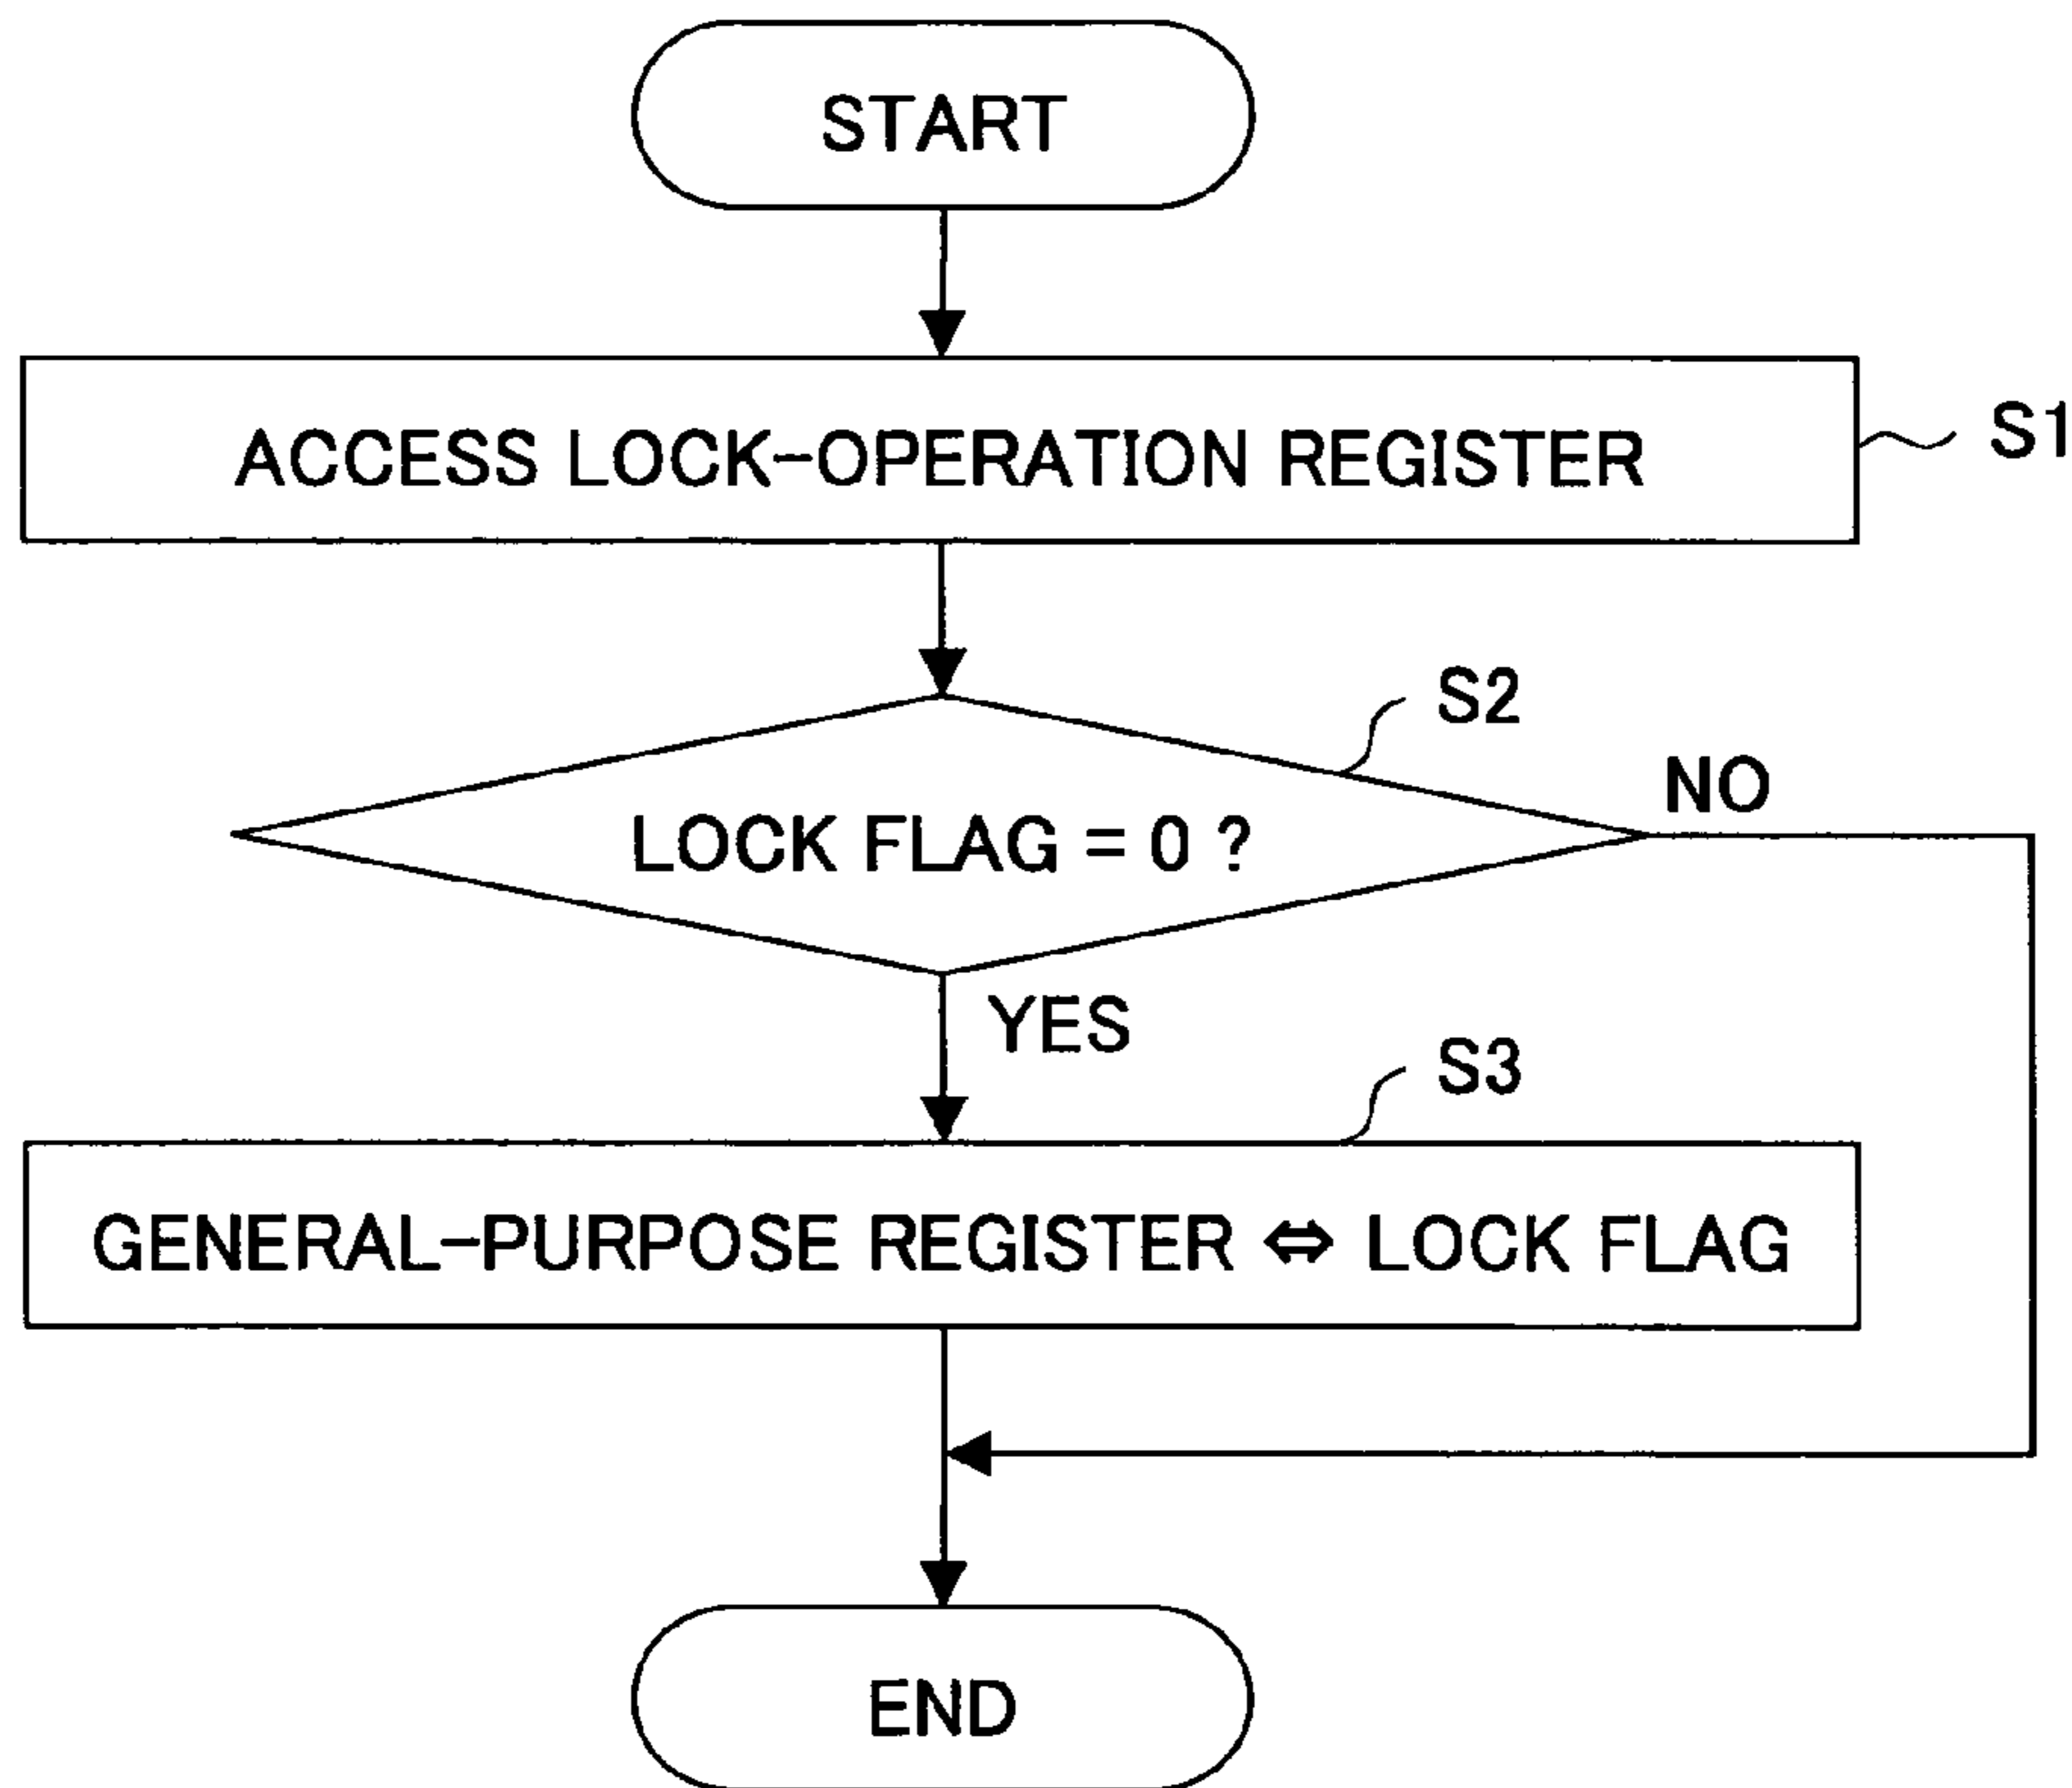 START
ACCESS LOCK-OPERATION REGISTER
S1
S2
NO
LOCK FLAG = 0 ?
YES
S3
GENERAL-PURPOSE REGISTER ⇔ LOCK FLAG
END